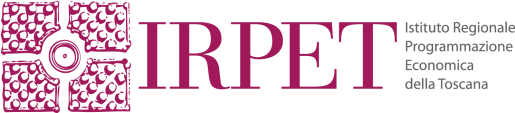 IRPET
Istituto Regionale
Programmazione
Economica
della Toscana